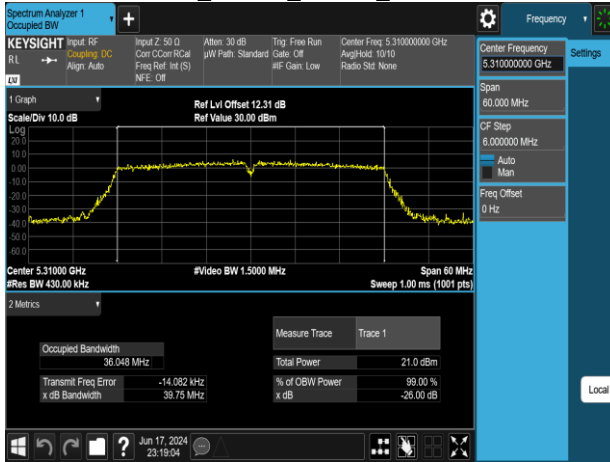 Spectrum Analyzer 1
Occupied BW
Frequency
KEYSIGHT
RL
LXI
Input: RF
Coupling: DC
Align: Auto
Input Z: 50 Ω
Corr CCorr RCal
Freq Ref: Int (S)
NFE: Off
Atten: 30 dB
µW Path: Standard
Trig: Free Run
Gate: Off
#IF Gain: Low
Center Freq: 5.310000000 GHz
Avg|Hold: 10/10
Radio Std: None
Center Frequency
5.310000000 GHz
Settings
Span
60.000 MHz
CF Step
6.000000 MHz
Auto
Man
Freq Offset
0 Hz
1 Graph
Scale/Div 10.0 dB
Ref Lvl Offset 12.31 dB
Ref Value 30.00 dBm
Log
20.0
10.0
0.00
-10.0
-20.0
-30.0
-40.0
-50.0
-60.0
Center 5.31000 GHz
#Res BW 430.00 kHz
#Video BW 1.5000 MHz
Span 60 MHz
Sweep 1.00 ms (1001 pts)
2 Metrics
Measure Trace Trace 1
Occupied Bandwidth
36.048 MHz
Total Power 21.0 dBm
Transmit Freq Error -14.082 kHz
% of OBW Power 99.00 %
x dB Bandwidth 39.75 MHz
x dB -26.00 dB
Local
Jun 17, 2024
23:19:04